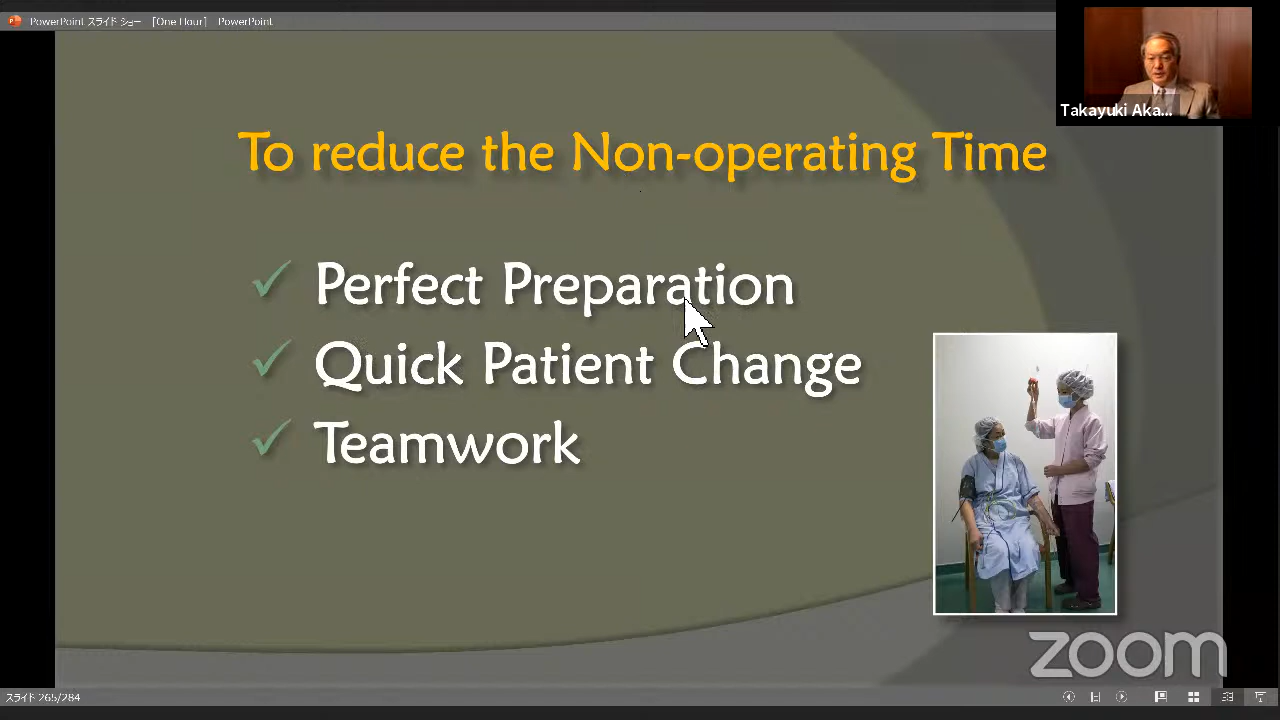 PowerPoint スライド ショー - [One Hour] - PowerPoint
Takayuki Aka...
To reduce the Non-operating Time
✓ Perfect Preparation
✓ Quick Patient Change
✓ Teamwork
zoom
スライド 265/284